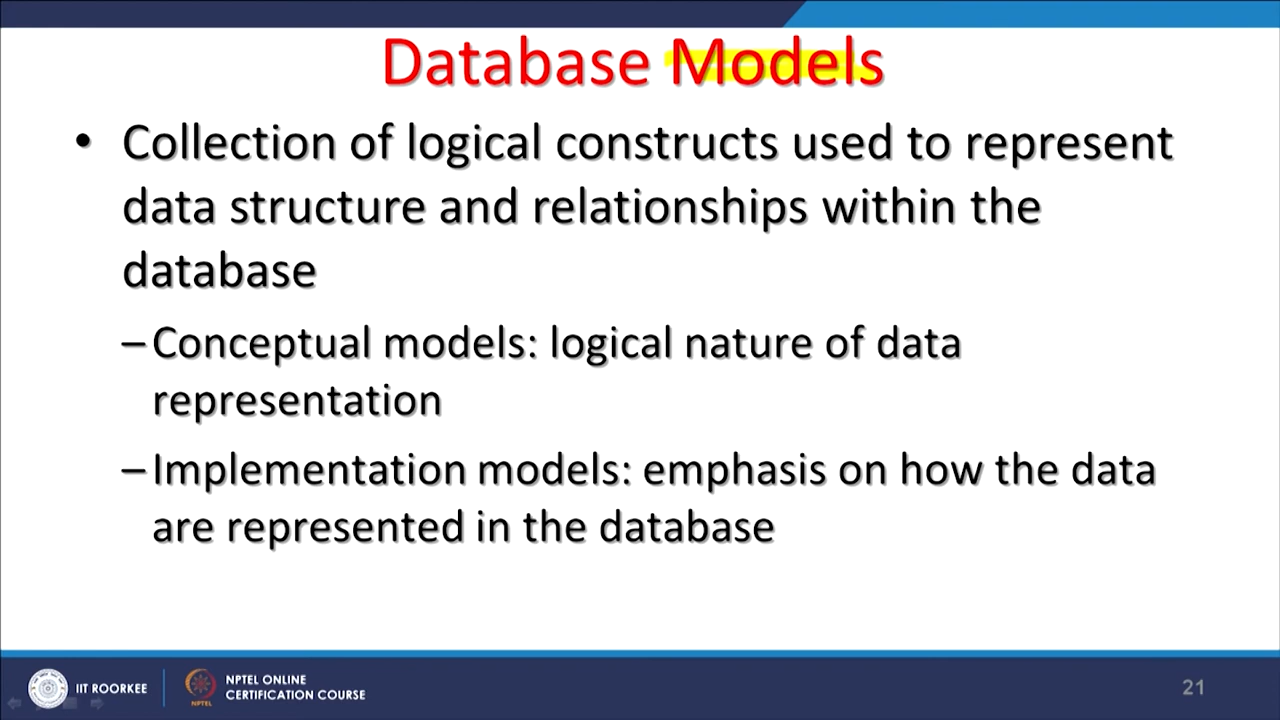 Database Models
• Collection of logical constructs used to represent
data structure and relationships within the
database
– Conceptual models: logical nature of data
representation
– Implementation models: emphasis on how the data
are represented in the database
IIT ROORKEE
NPTEL
NPTEL ONLINE
CERTIFICATION COURSE
21